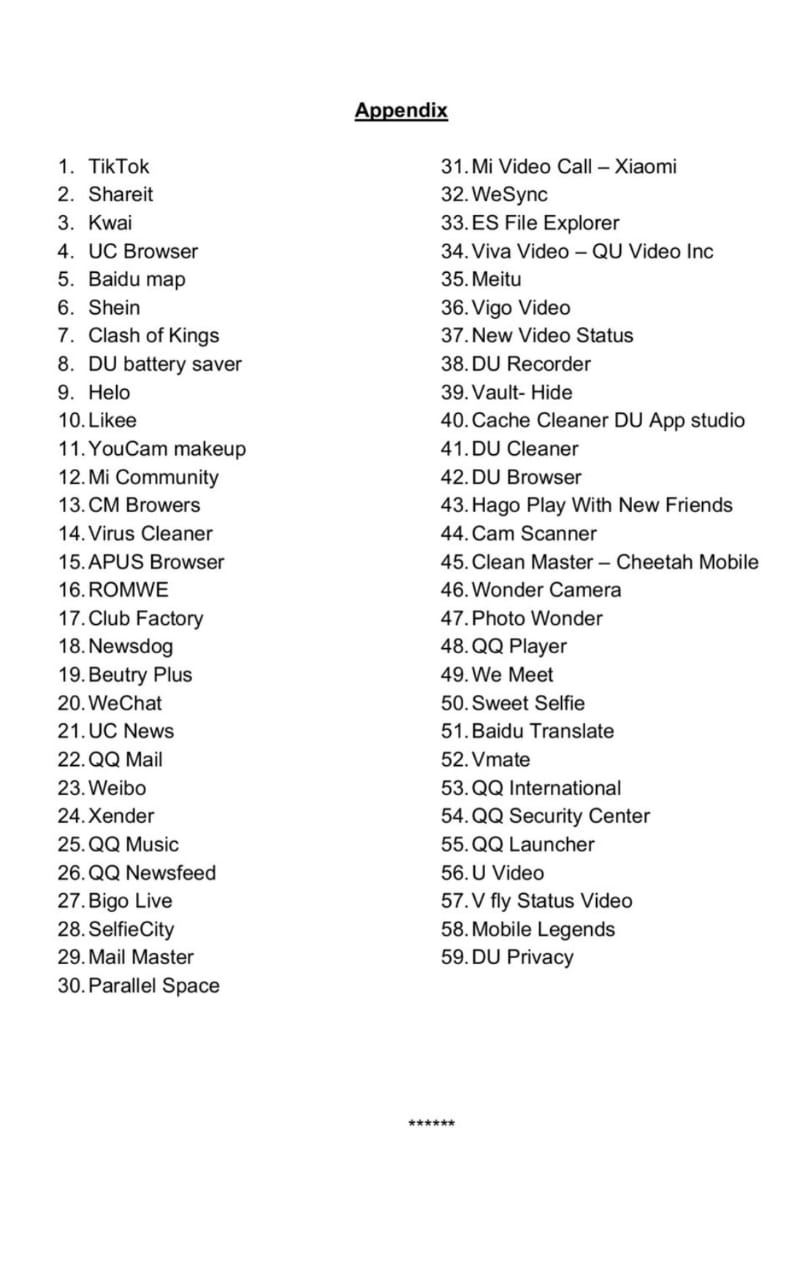 Appendix
1. TikTok
2. Shareit
3. Kwai
4. UC Browser
5. Baidu map
6. Shein
7. Clash of Kings
8. DU battery saver
9. Helo
10. Likee
11. YouCam makeup
12. Mi Community
13. CM Browers
14. Virus Cleaner
15. APUS Browser
16. ROMWE
17. Club Factory
18. Newsdog
19. Beutry Plus
20. WeChat
21. UC News
22. QQ Mail
23. Weibo
24. Xender
25. QQ Music
26. QQ Newsfeed
27. Bigo Live
28. SelfieCity
29. Mail Master
30. Parallel Space
31. Mi Video Call – Xiaomi
32. WeSync
33. ES File Explorer
34. Viva Video – QU Video Inc
35. Meitu
36. Vigo Video
37. New Video Status
38. DU Recorder
39. Vault- Hide
40. Cache Cleaner DU App studio
41. DU Cleaner
42. DU Browser
43. Hago Play With New Friends
44. Cam Scanner
45. Clean Master – Cheetah Mobile
46. Wonder Camera
47. Photo Wonder
48. QQ Player
49. We Meet
50. Sweet Selfie
51. Baidu Translate
52. Vmate
53. QQ International
54. QQ Security Center
55. QQ Launcher
56. U Video
57. V fly Status Video
58. Mobile Legends
59. DU Privacy
******